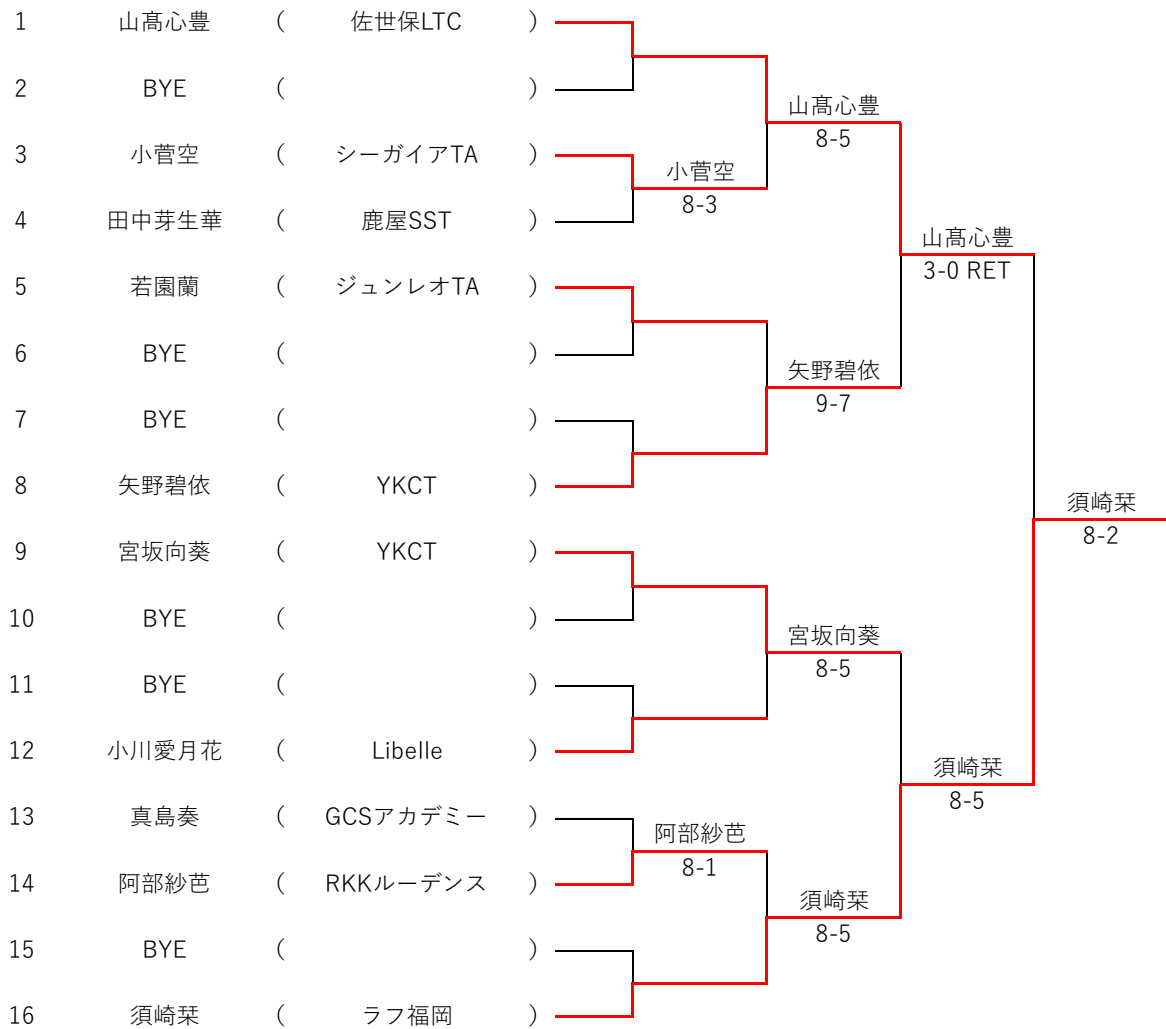 1 山髙心豊 ( 佐世保LTC )
2 BYE ( )
山髙心豊
8-5
3 小菅空 ( シーガイアTA )
小菅空
8-3
4 田中芽生華 ( 鹿屋SST )
山髙心豊
3-0 RET
5 若園蘭 ( ジュンレオTA )
6 BYE ( )
矢野碧依
9-7
7 BYE ( )
8 矢野碧依 ( YKCT )
須崎栞
8-2
9 宮坂向葵 ( YKCT )
10 BYE ( )
宮坂向葵
8-5
11 BYE ( )
12 小川愛月花 ( Libelle )
須崎栞
8-5
13 真島奏 ( GCSアカデミー )
阿部紗芭
8-1
14 阿部紗芭 ( RKKルーデンス )
須崎栞
8-5
15 BYE ( )
16 須崎栞 ( ラフ福岡 )